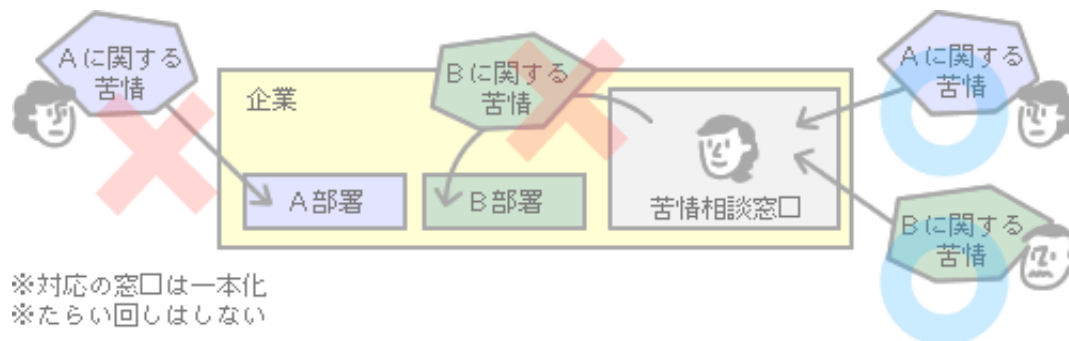 Aに関する
苦情
企業
Bに関する
苦情
Aに関する
苦情
A部署
B部署
苦情相談窓口
Bに関する
苦情
※対応の窓口は一本化
※たらい回しはしない